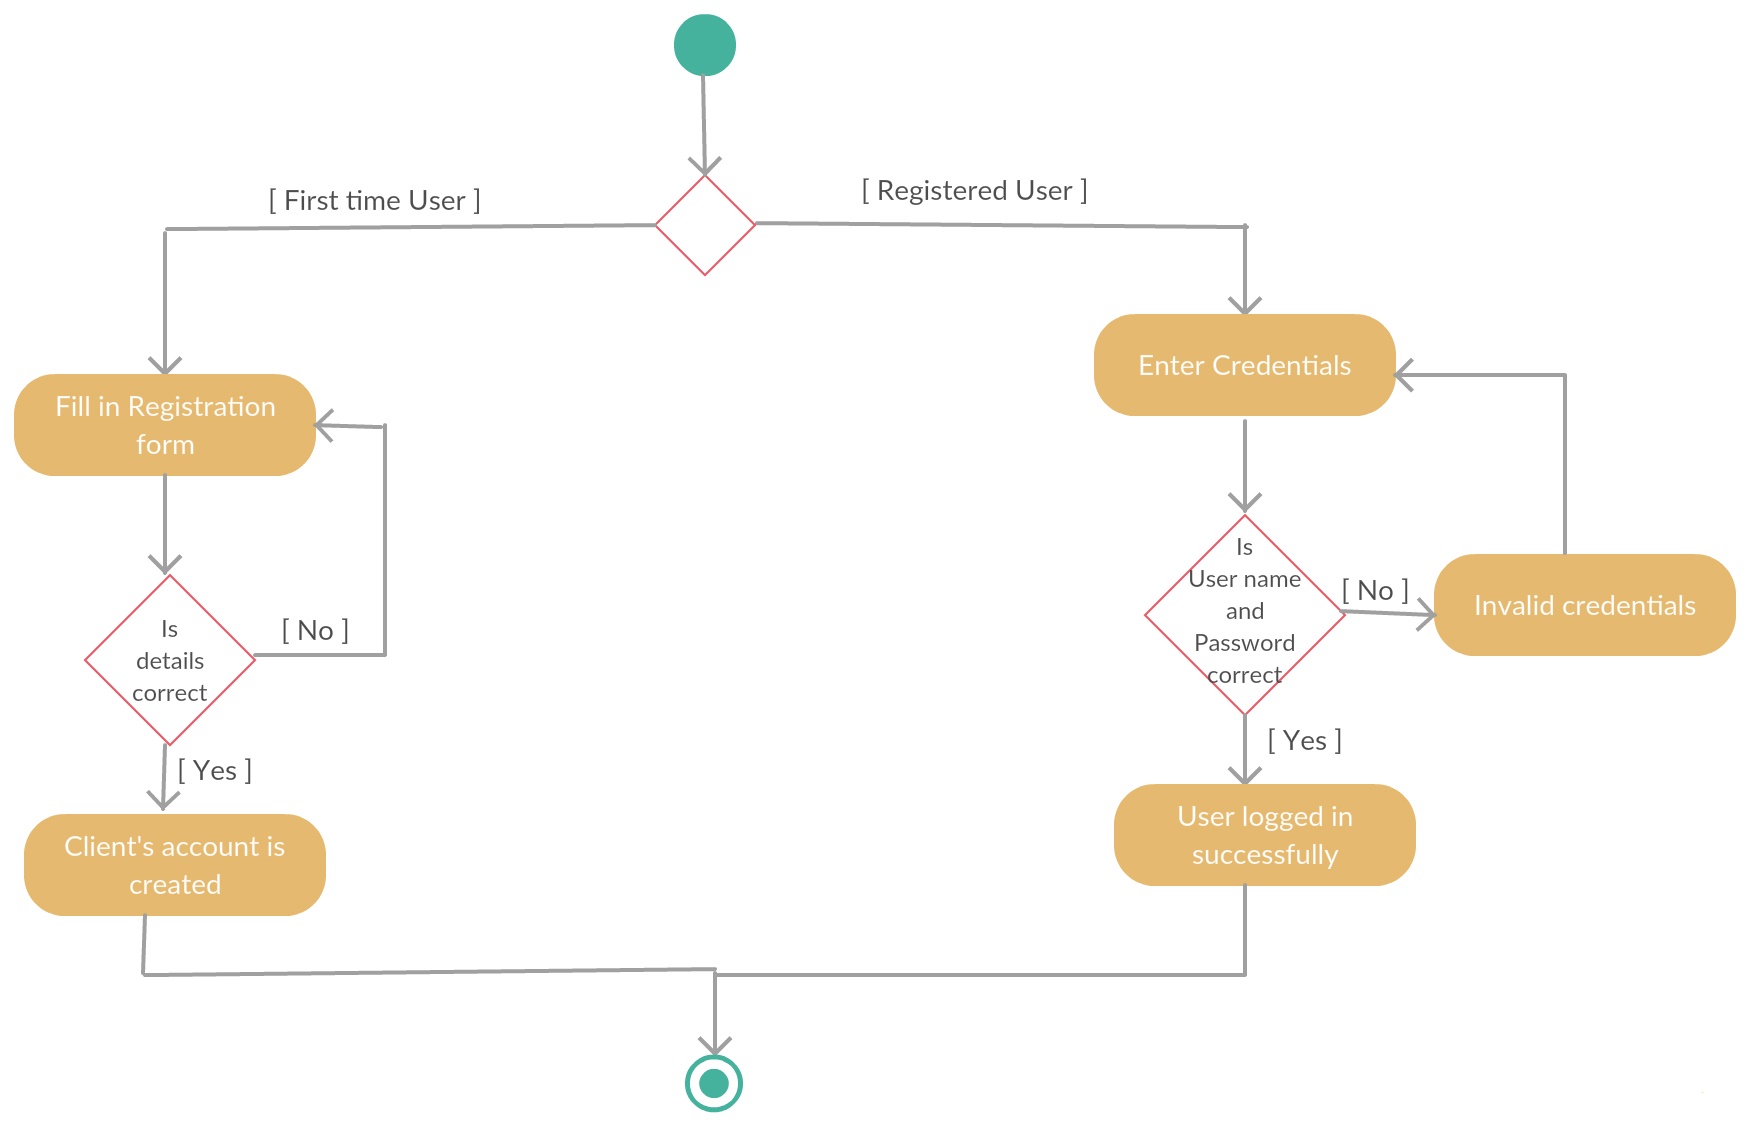 [ First time User ]
[ Registered User ]
Fill in Registration
form
Enter Credentials
Is
details
correct
[ No ]
[ Yes ]
Client's account is
created
Is
User name
and
Password
correct
[ No ]
Invalid credentials
[ Yes ]
User logged in
successfully